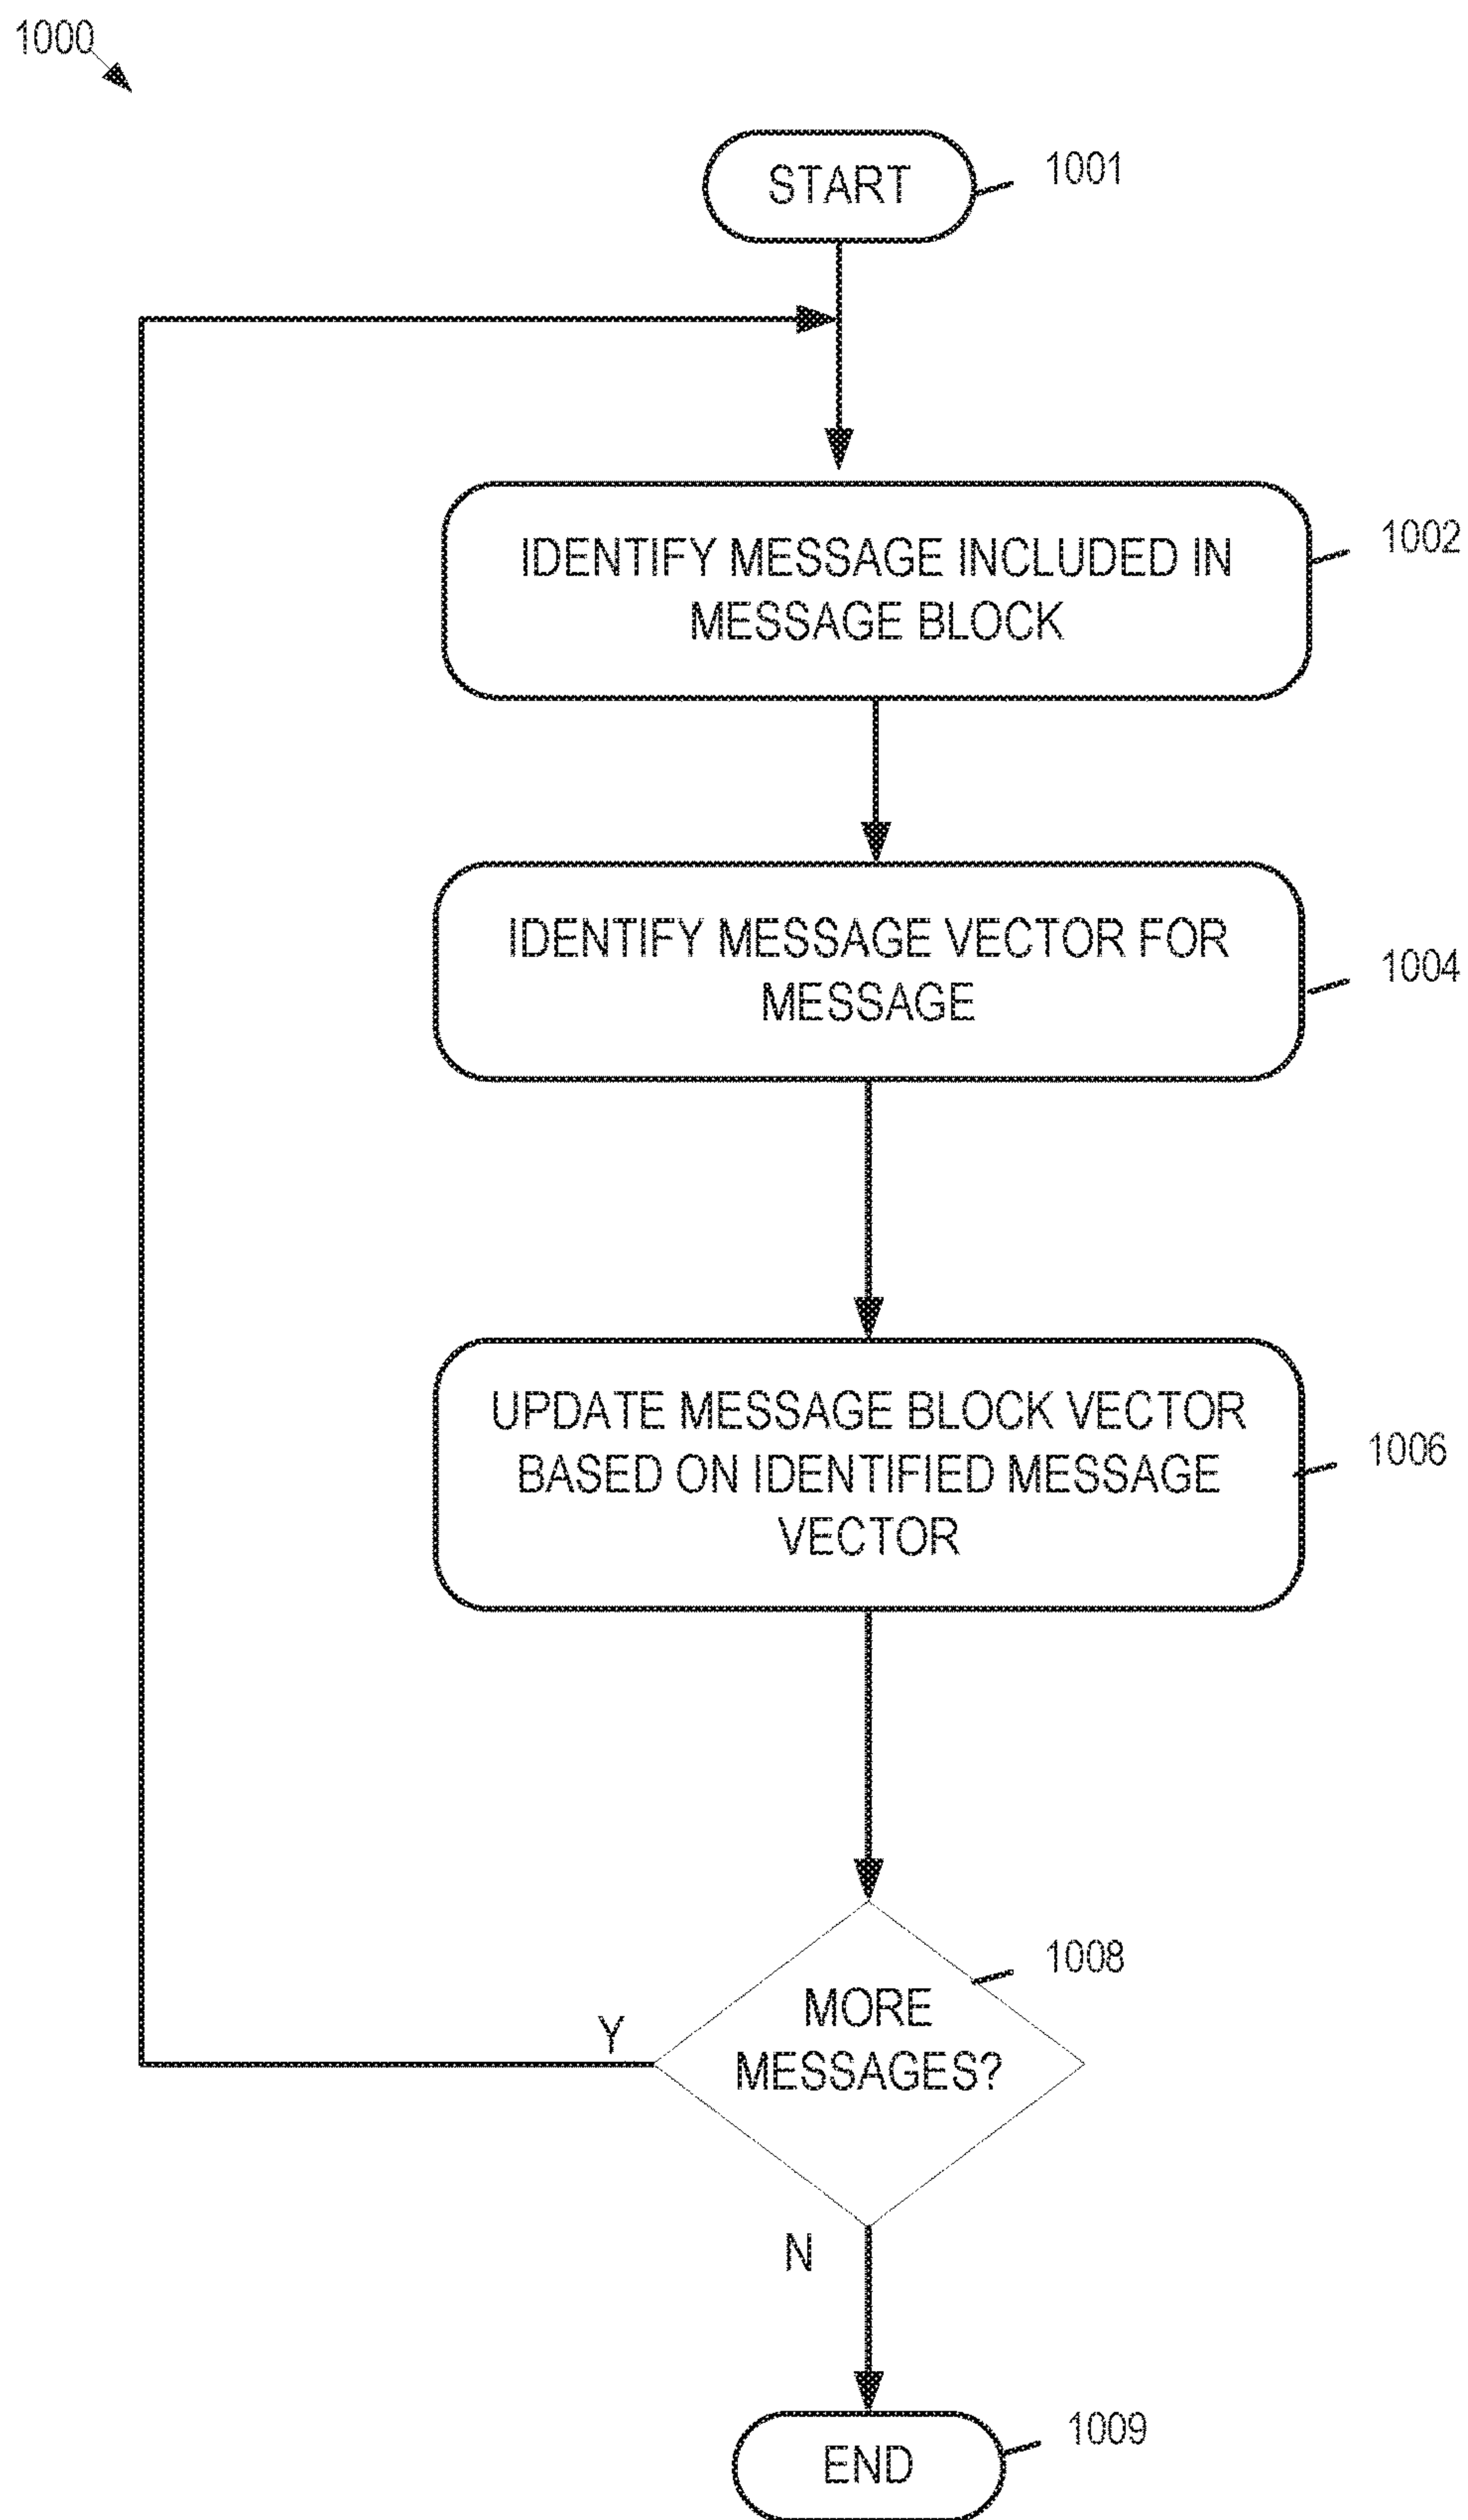 1000
START
1001
IDENTIFY MESSAGE INCLUDED IN
MESSAGE BLOCK
1002
IDENTIFY MESSAGE VECTOR FOR
MESSAGE
1004
UPDATE MESSAGE BLOCK VECTOR
BASED ON IDENTIFIED MESSAGE
VECTOR
1006
1008
MORE
MESSAGES?
Y
N
END
1009